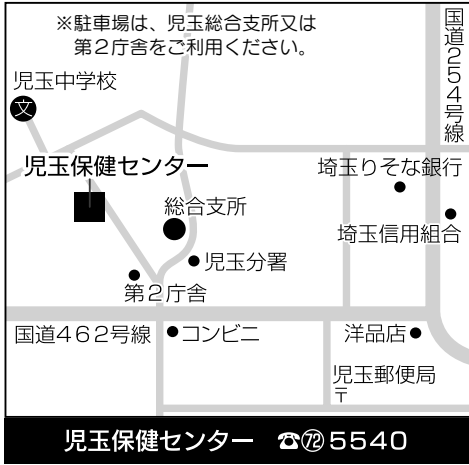 ※駐車場は、児玉総合支所又は
第2庁舎をご利用ください。
国道254号線
児玉中学校
文
児玉保健センター
埼玉りそな銀行
総合支所
埼玉信用組合
児玉分署
第2庁舎
国道462号線
コンビニ
洋品店
児玉郵便局
〒
児玉保健センター ☎㊆5540